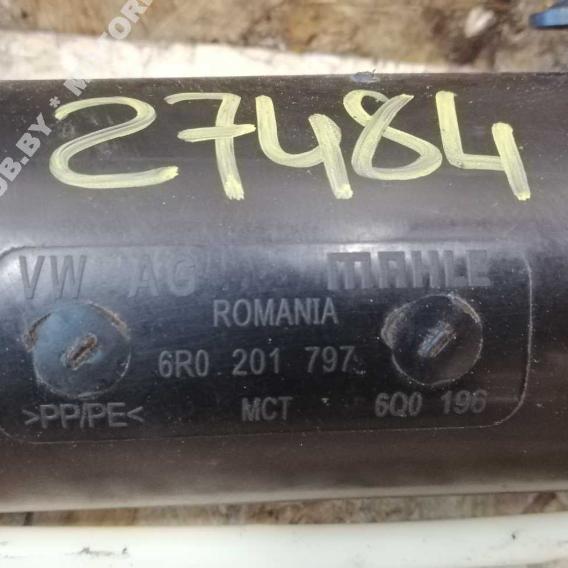 27484
VW AG MAHLE
ROMANIA
6R0 201 797
>PP/PE< MCT 6Q0 196